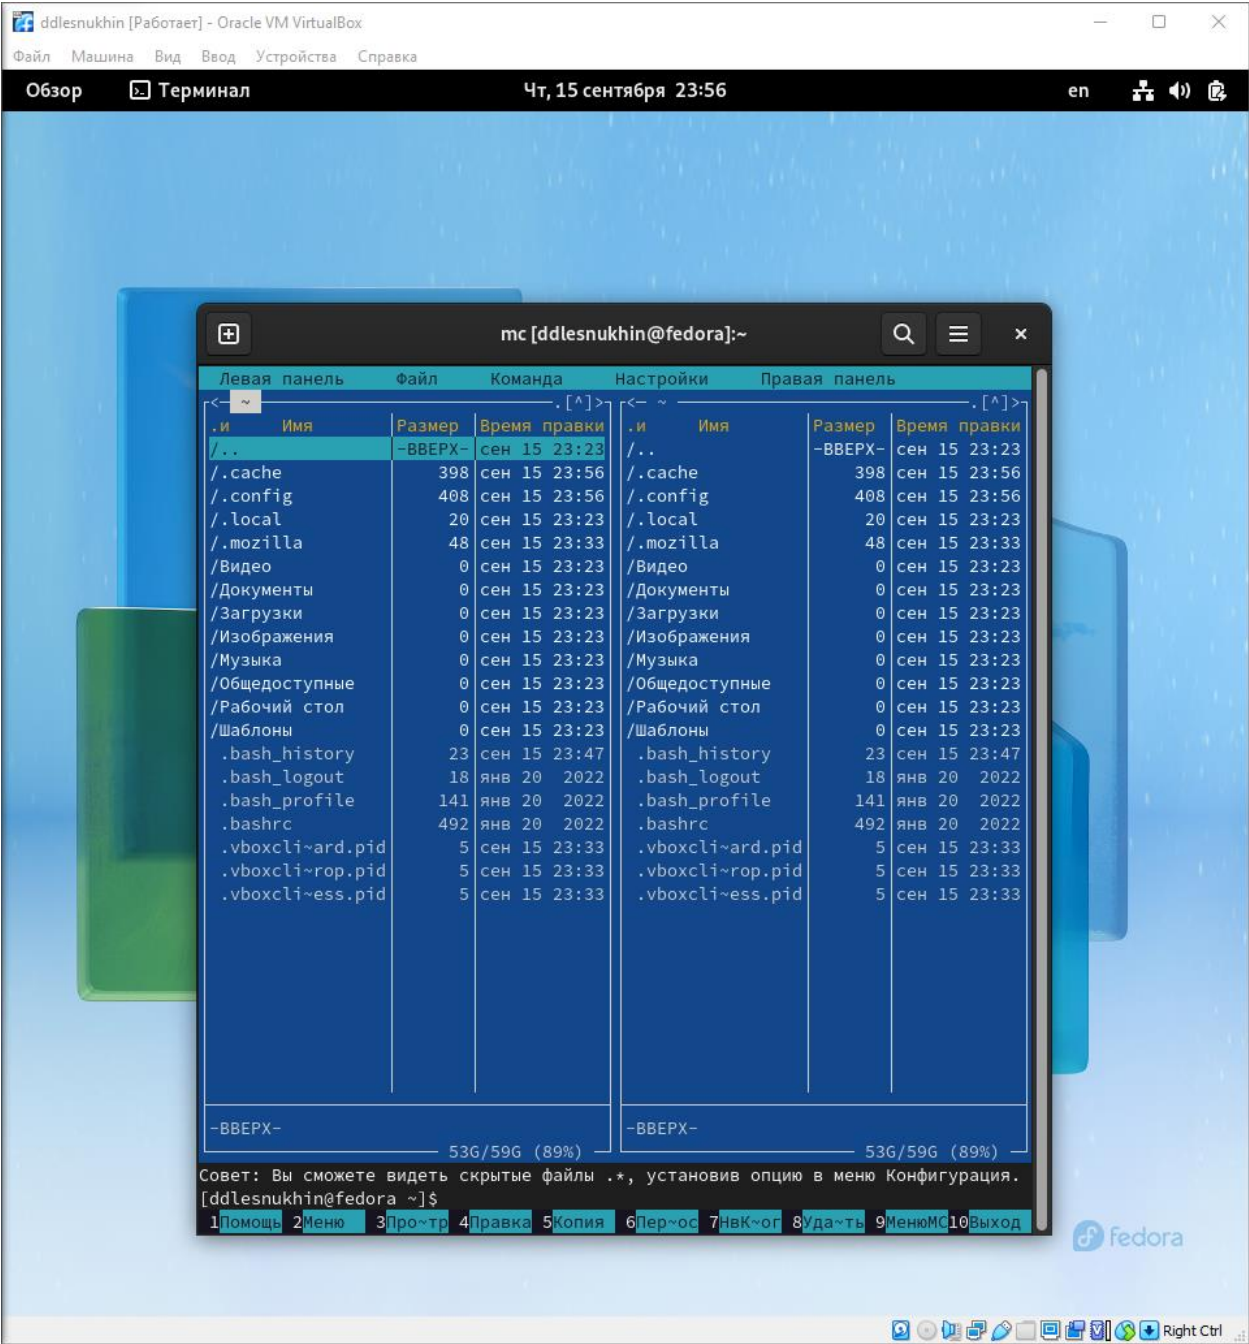 ddlesnukhin [Работает] - Oracle VM VirtualBox
Файл Машина Вид Ввод Устройства Справка
Обзор Терминал Чт, 15 сентября 23:56 en
mc [ddlesnukhin@fedora]:~
Левая панель Файл Команда Настройки Правая панель
<— ~ .[^]> <— ~ .[^]>
.и Имя Размер Время правки .и Имя Размер Время правки
/.. -ВВЕРХ- сен 15 23:23 /.. -ВВЕРХ- сен 15 23:23
/.cache 398 сен 15 23:56 /.cache 398 сен 15 23:56
/.config 408 сен 15 23:56 /.config 408 сен 15 23:56
/.local 20 сен 15 23:23 /.local 20 сен 15 23:23
/.mozilla 48 сен 15 23:33 /.mozilla 48 сен 15 23:33
/Видео 0 сен 15 23:23 /Видео 0 сен 15 23:23
/Документы 0 сен 15 23:23 /Документы 0 сен 15 23:23
/Загрузки 0 сен 15 23:23 /Загрузки 0 сен 15 23:23
/Изображения 0 сен 15 23:23 /Изображения 0 сен 15 23:23
/Музыка 0 сен 15 23:23 /Музыка 0 сен 15 23:23
/Общедоступные 0 сен 15 23:23 /Общедоступные 0 сен 15 23:23
/Рабочий стол 0 сен 15 23:23 /Рабочий стол 0 сен 15 23:23
/Шаблоны 0 сен 15 23:23 /Шаблоны 0 сен 15 23:23
.bash_history 23 сен 15 23:47 .bash_history 23 сен 15 23:47
.bash_logout 18 янв 20 2022 .bash_logout 18 янв 20 2022
.bash_profile 141 янв 20 2022 .bash_profile 141 янв 20 2022
.bashrc 492 янв 20 2022 .bashrc 492 янв 20 2022
.vboxcli~ard.pid 5 сен 15 23:33 .vboxcli~ard.pid 5 сен 15 23:33
.vboxcli~rop.pid 5 сен 15 23:33 .vboxcli~rop.pid 5 сен 15 23:33
.vboxcli~ess.pid 5 сен 15 23:33 .vboxcli~ess.pid 5 сен 15 23:33
-ВВЕРХ- -ВВЕРХ-
53G/59G (89%) 53G/59G (89%)
Совет: Вы сможете видеть скрытые файлы .*, установив опцию в меню Конфигурация.
[ddlesnukhin@fedora ~]$
1Помощь 2Меню 3Про~тр 4Правка 5Копия 6Пер~ос 7НвК~ог 8Уда~ть 9МенюMC 10Выход
fedora
Right Ctrl